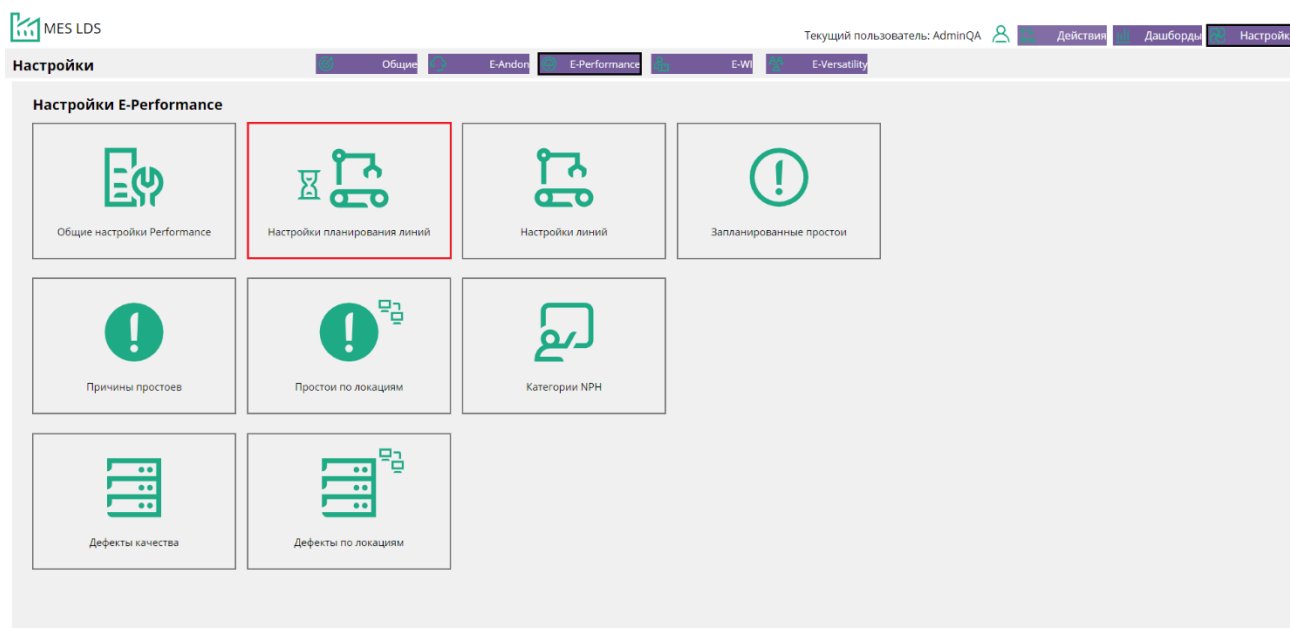 MES LDS
Текущий пользователь: AdminQA
Действия
Дашборды
Настройк
Настройки
Общие
E-Andon
E-Performance
E-WI
E-Versatility
Настройки E-Performance
Общие настройки Performance
Настройки планирования линий
Настройки линий
Запланированные простои
Причины простоев
Простои по локациям
Категории NPH
Дефекты качества
Дефекты по локациям